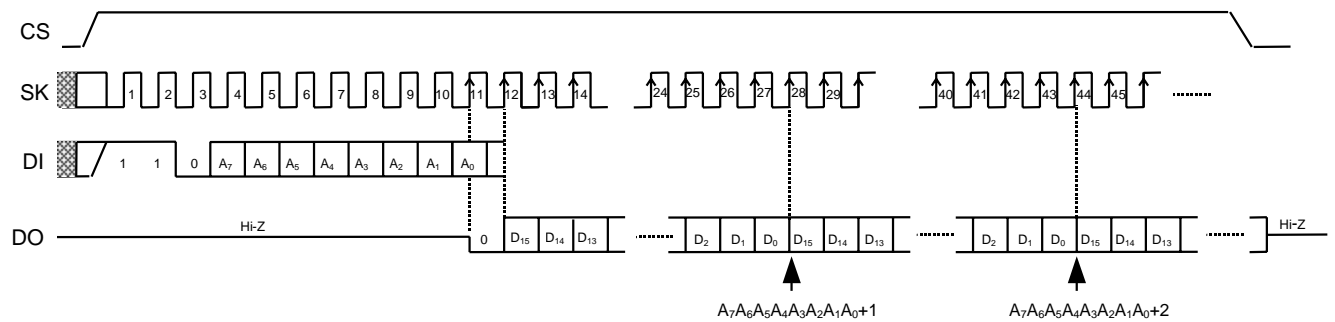 CS
SK 1 2 3 4 5 6 7 8 9 10 11 12 13 14 24 25 26 27 28 29 40 41 42 43 44 45
DI 1 1 0 A7 A6 A5 A4 A3 A2 A1 A0
DO Hi-Z 0 D15 D14 D13 D2 D1 D0 D15 D14 D13 D2 D1 D0 D15 D14 D13 Hi-Z
A7A6A5A4A3A2A1A0+1 A7A6A5A4A3A2A1A0+2